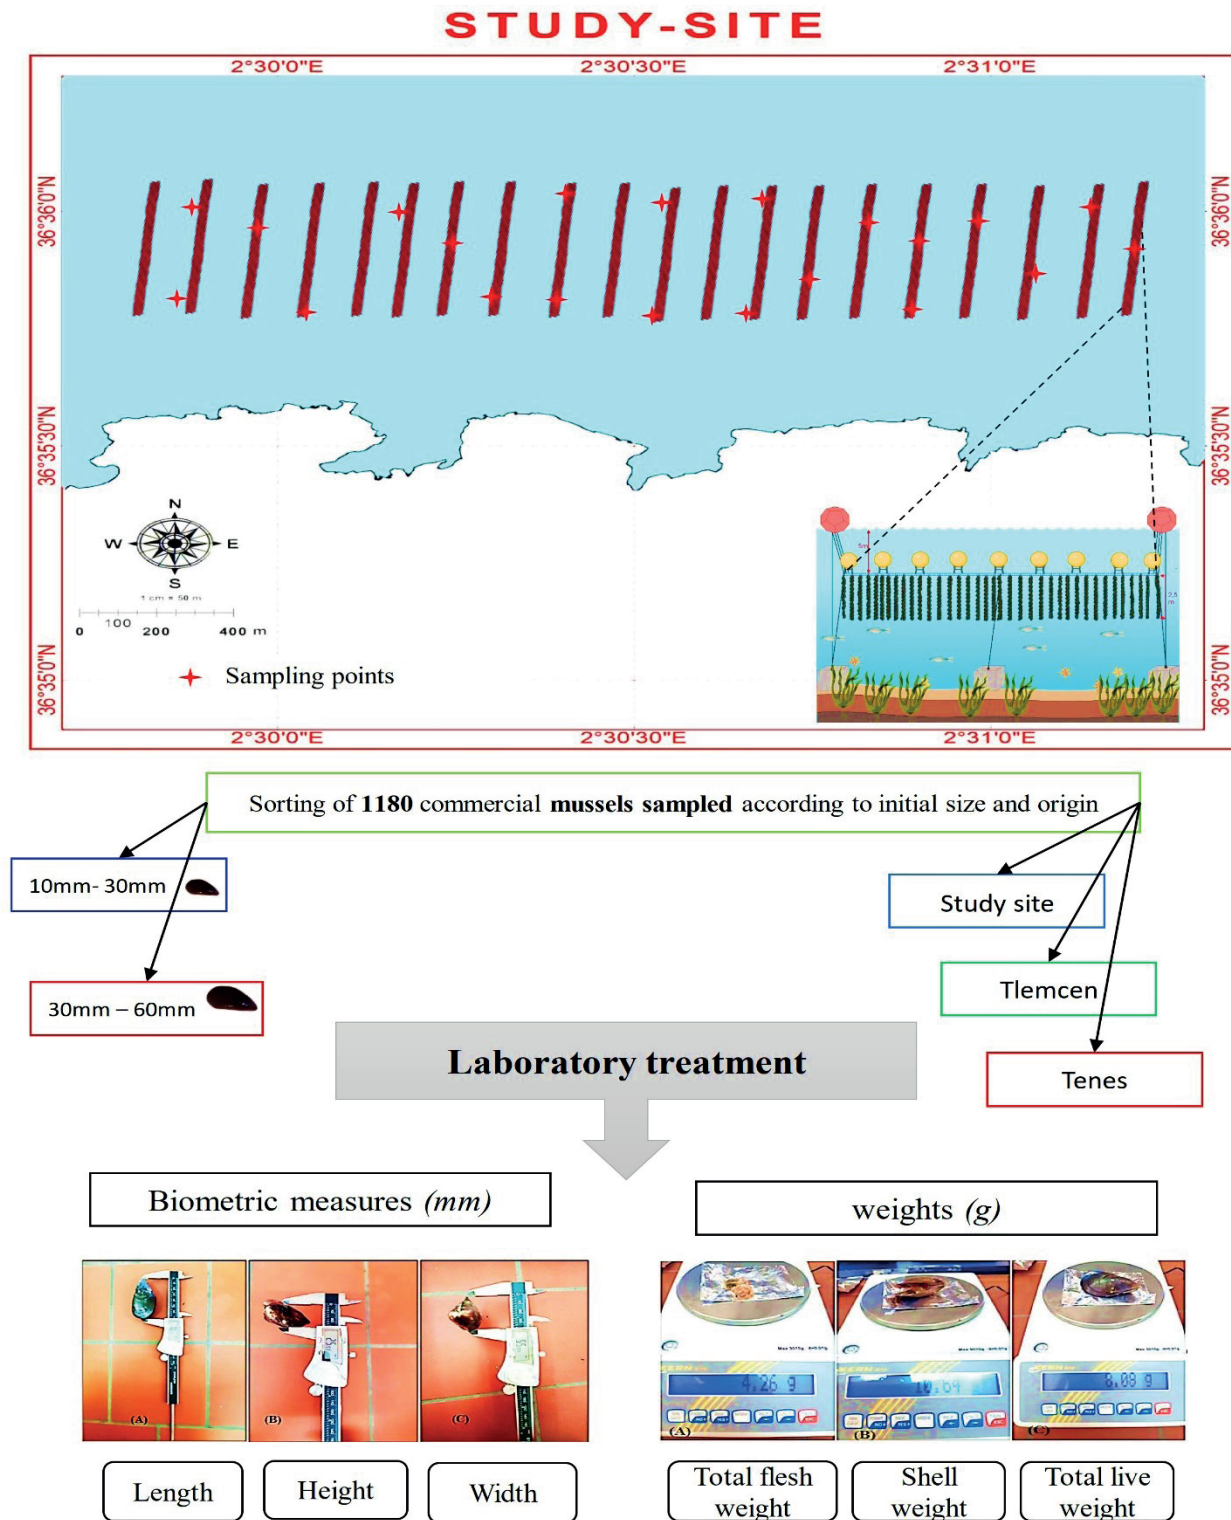 STUDY-SITE
2°30'0"E 2°30'30"E 2°31'0"E
36°36'0"N
36°35'30"N
36°35'0"N
36°36'0"N
36°35'30"N
36°35'0"N
N
W E
S
1 cm = 50 m
100
0 200 400 m
Sampling points
5m
2,5
m
2°30'0"E 2°30'30"E 2°31'0"E
Sorting of 1180 commercial mussels sampled according to initial size and origin
10mm- 30mm
30mm – 60mm
Study site
Tlemcen
Tenes
Laboratory treatment
Biometric measures (mm)
weights (g)
(A) (B) (C)
KERN
4.26 g
10.64 g
8.09 g
(A) (B) (C)
Length
Height
Width
Total flesh
weight
Shell
weight
Total live
weight